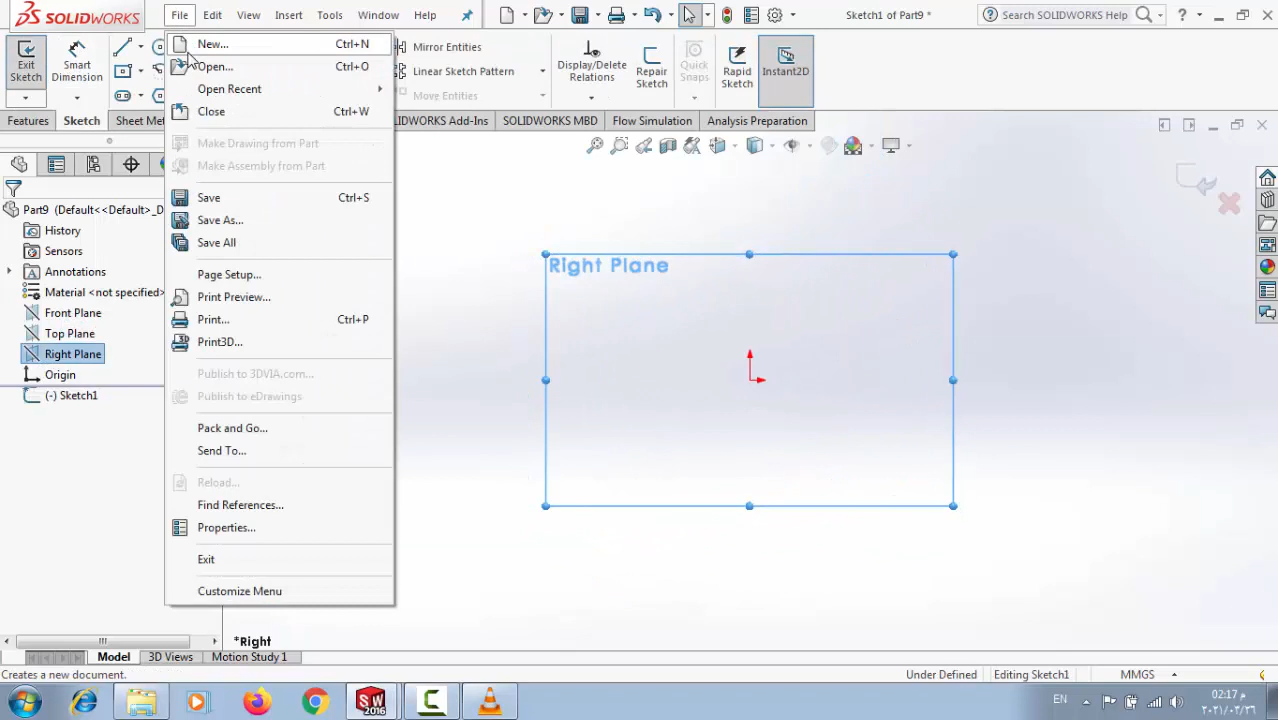 SOLIDWORKS
File Edit View Insert Tools Window Help
Sketch1 of Part9 *
Search SOLIDWORKS Help
Exit Sketch
Smart Dimension
Mirror Entities
Linear Sketch Pattern
Move Entities
Display/Delete Relations
Repair Sketch
Quick Snaps
Rapid Sketch
Instant2D
Features Sketch Sheet Met LIDWORKS Add-Ins SOLIDWORKS MBD Flow Simulation Analysis Preparation
New... Ctrl+N
Open... Ctrl+O
Open Recent
Close Ctrl+W
Make Drawing from Part
Make Assembly from Part
Save Ctrl+S
Save As...
Save All
Page Setup...
Print Preview...
Print... Ctrl+P
Print3D...
Publish to 3DVIA.com...
Publish to eDrawings
Pack and Go...
Send To...
Reload...
Find References...
Properties...
Exit
Customize Menu
Part9 (Default<<Default>_D
History
Sensors
Annotations
Material <not specified>
Front Plane
Top Plane
Right Plane
Origin
(-) Sketch1
Right Plane
*Right
Model 3D Views Motion Study 1
Creates a new document.
Under Defined Editing Sketch1 MMGS
SW 2016
EN
02:17 م
٢٠٢١/٠٣/٢٦